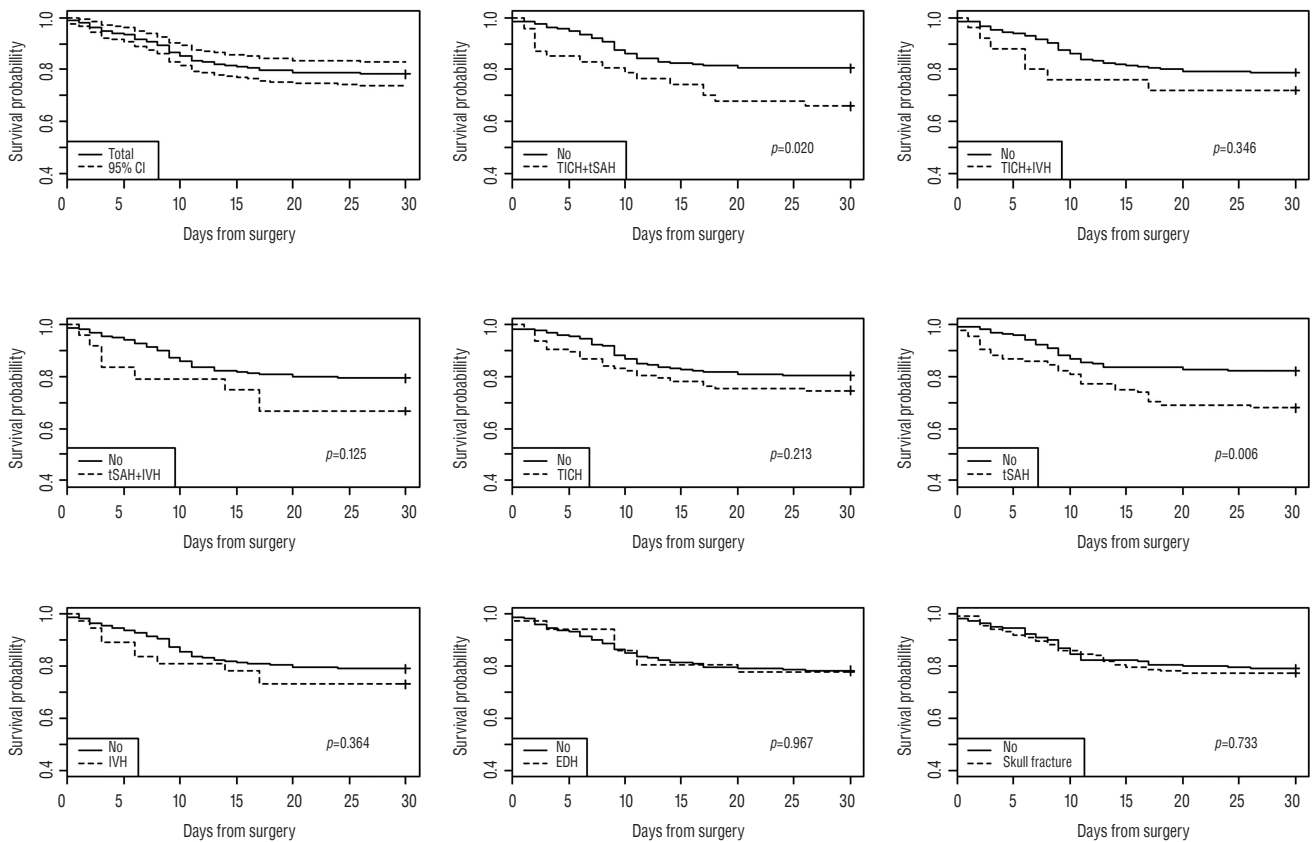 Survival probabillity
1.0
0.8
0.6
0.4
Total
95% CI
0 5 10 15 20 25 30
Days from surgery
Survival probabillity
1.0
0.8
0.6
0.4
No
TICH+tSAH
p=0.020
0 5 10 15 20 25 30
Days from surgery
Survival probabillity
1.0
0.8
0.6
0.4
No
TICH+IVH
p=0.346
0 5 10 15 20 25 30
Days from surgery
Survival probabillity
1.0
0.8
0.6
0.4
No
tSAH+IVH
p=0.125
0 5 10 15 20 25 30
Days from surgery
Survival probabillity
1.0
0.8
0.6
0.4
No
TICH
p=0.213
0 5 10 15 20 25 30
Days from surgery
Survival probabillity
1.0
0.8
0.6
0.4
No
tSAH
p=0.006
0 5 10 15 20 25 30
Days from surgery
Survival probabillity
1.0
0.8
0.6
0.4
No
IVH
p=0.364
0 5 10 15 20 25 30
Days from surgery
Survival probabillity
1.0
0.8
0.6
0.4
No
EDH
p=0.967
0 5 10 15 20 25 30
Days from surgery
Survival probabillity
1.0
0.8
0.6
0.4
No
Skull fracture
p=0.733
0 5 10 15 20 25 30
Days from surgery